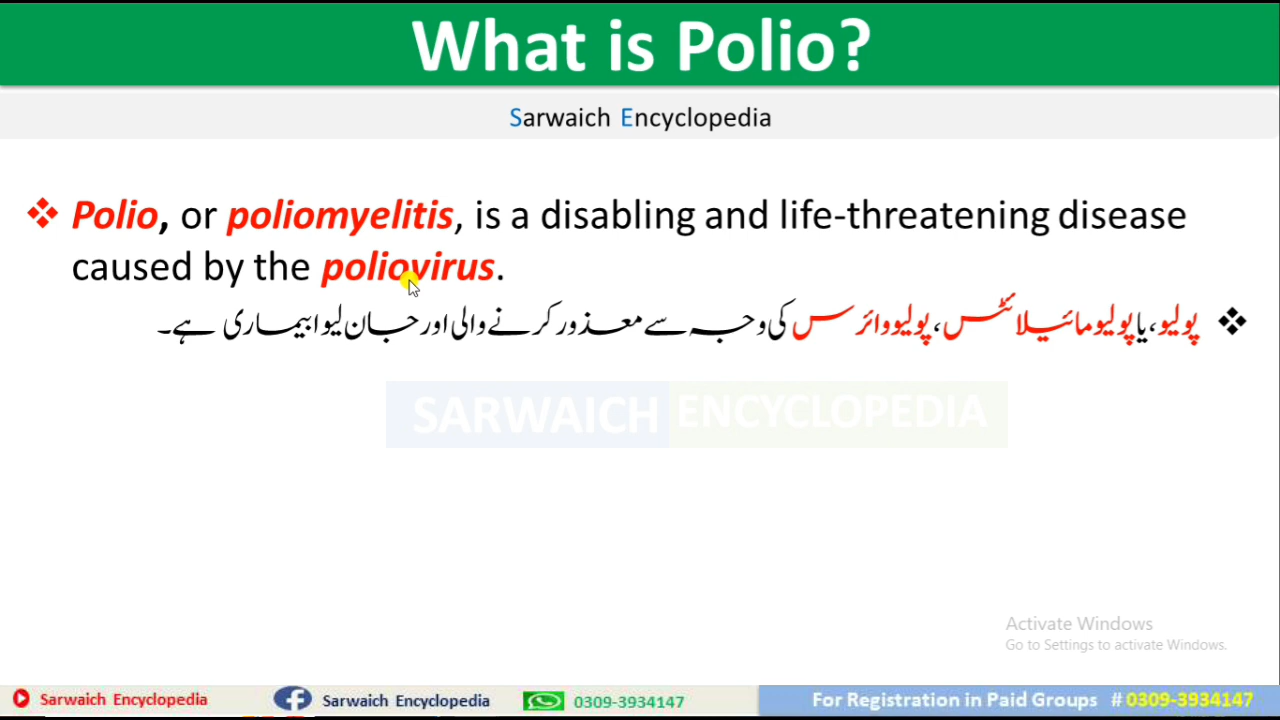 What is Polio?
Sarwaich Encyclopedia
❖ Polio, or poliomyelitis, is a disabling and life-threatening disease
caused by the poliovirus.
❖ پولیو، یا پولیومائیلائٹس، پولیووائرس کی وجہ سے معذور کرنے والی اور جان لیوا بیماری ہے۔
SARWAICH ENCYCLOPEDIA
Activate Windows
Go to Settings to activate Windows.
Sarwaich Encyclopedia Sarwaich Encyclopedia 0309-3934147 For Registration in Paid Groups # 0309-3934147